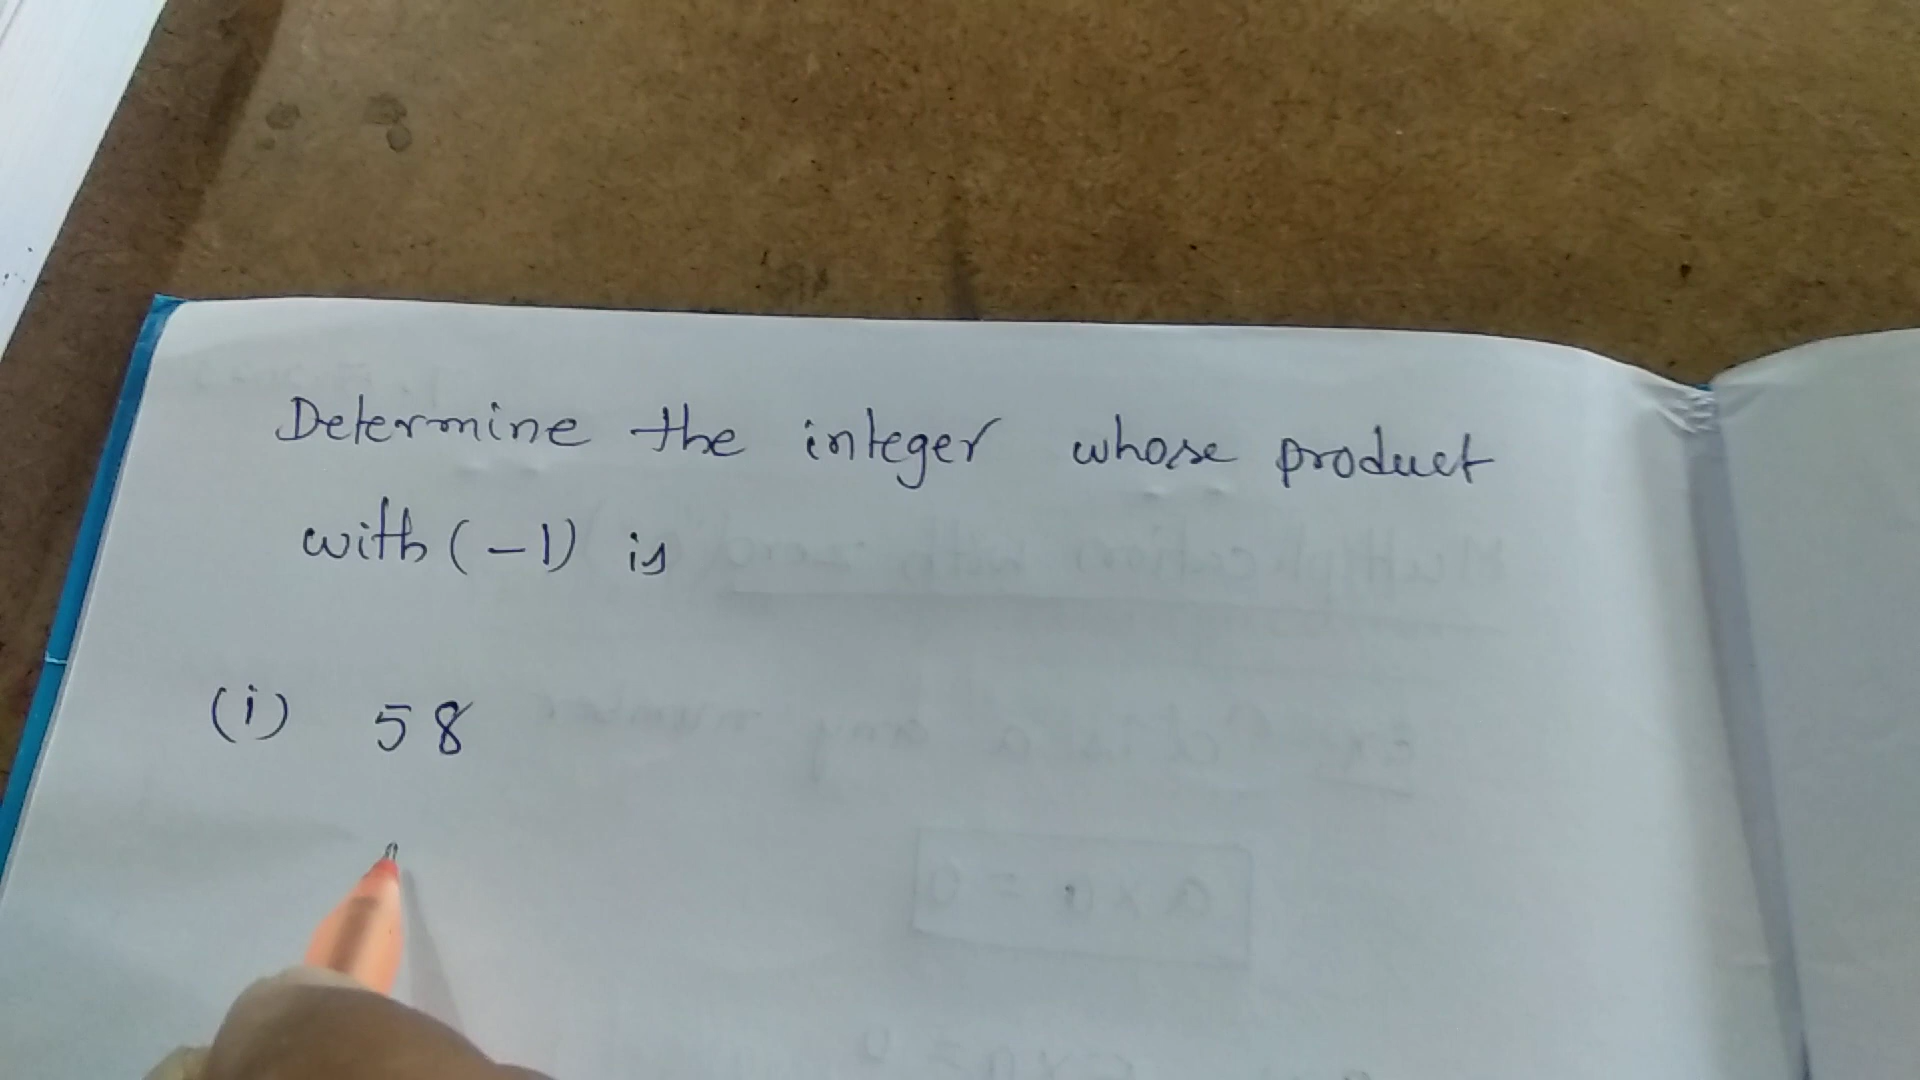 Determine the integer whose product
with (-1) is
(i) 58